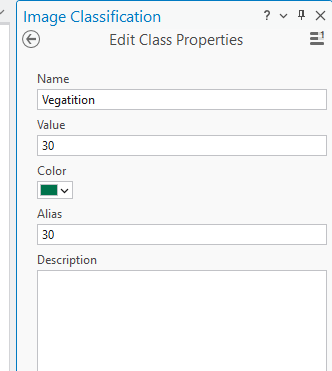 Image Classification
Edit Class Properties
Name
Vegatition
Value
30
Color
Alias
30
Description